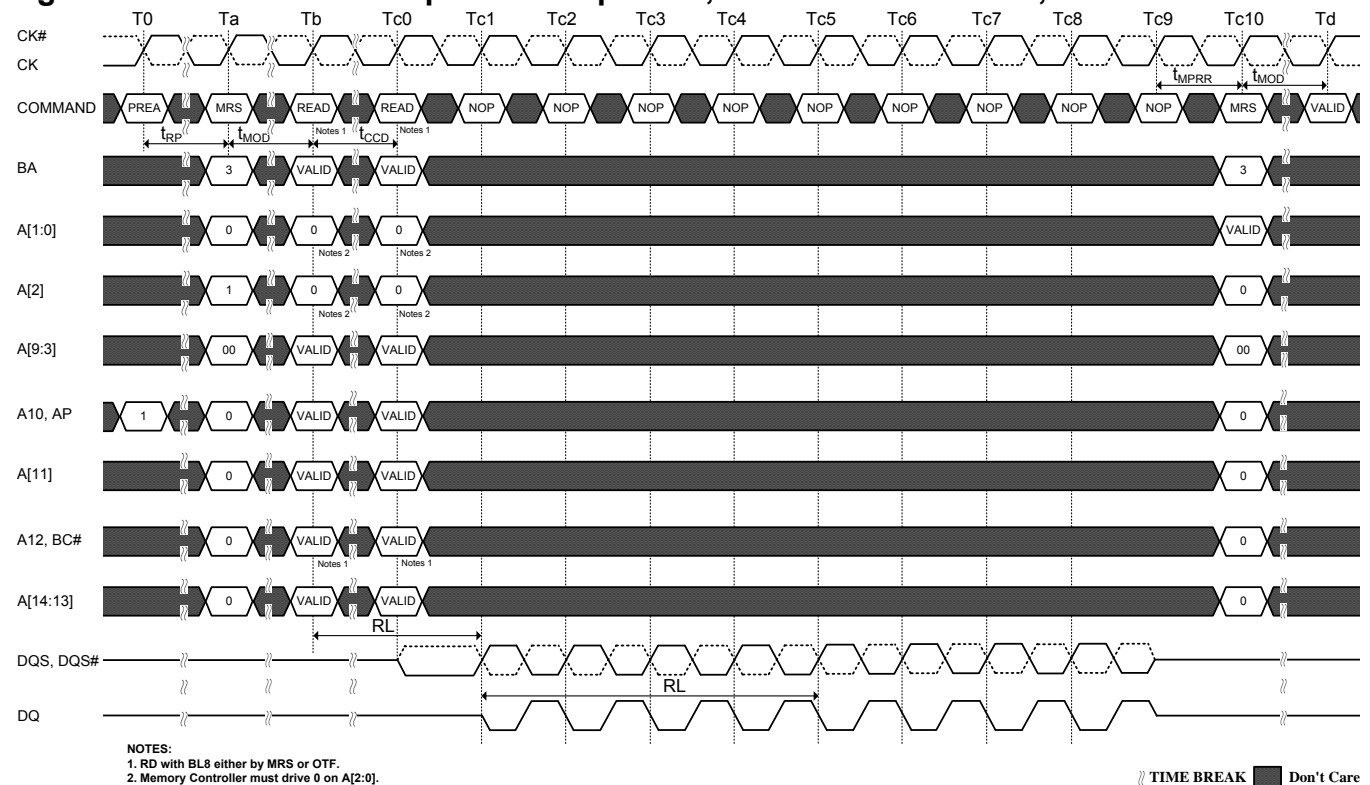 T0 Ta Tb Tc0 Tc1 Tc2 Tc3 Tc4 Tc5 Tc6 Tc7 Tc8 Tc9 Tc10 Td
CK#
CK
tMPRR tMOD
COMMAND PREA MRS READ READ NOP NOP NOP NOP NOP NOP NOP NOP NOP MRS VALID
Notes 1 Notes 1
tRP tMOD tCCD
BA 3 VALID VALID 3
A[1:0] 0 0 0 VALID
Notes 2 Notes 2
A[2] 1 0 0 0
Notes 2 Notes 2
A[9:3] 00 VALID VALID 00
A10, AP 1 0 VALID VALID 0
A[11] 0 VALID VALID 0
A12, BC# 0 VALID VALID 0
Notes 1 Notes 1
A[14:13] 0 VALID VALID 0
RL
DQS, DQS#
RL
DQ
NOTES:
1. RD with BL8 either by MRS or OTF.
2. Memory Controller must drive 0 on A[2:0].
TIME BREAK Don't Care